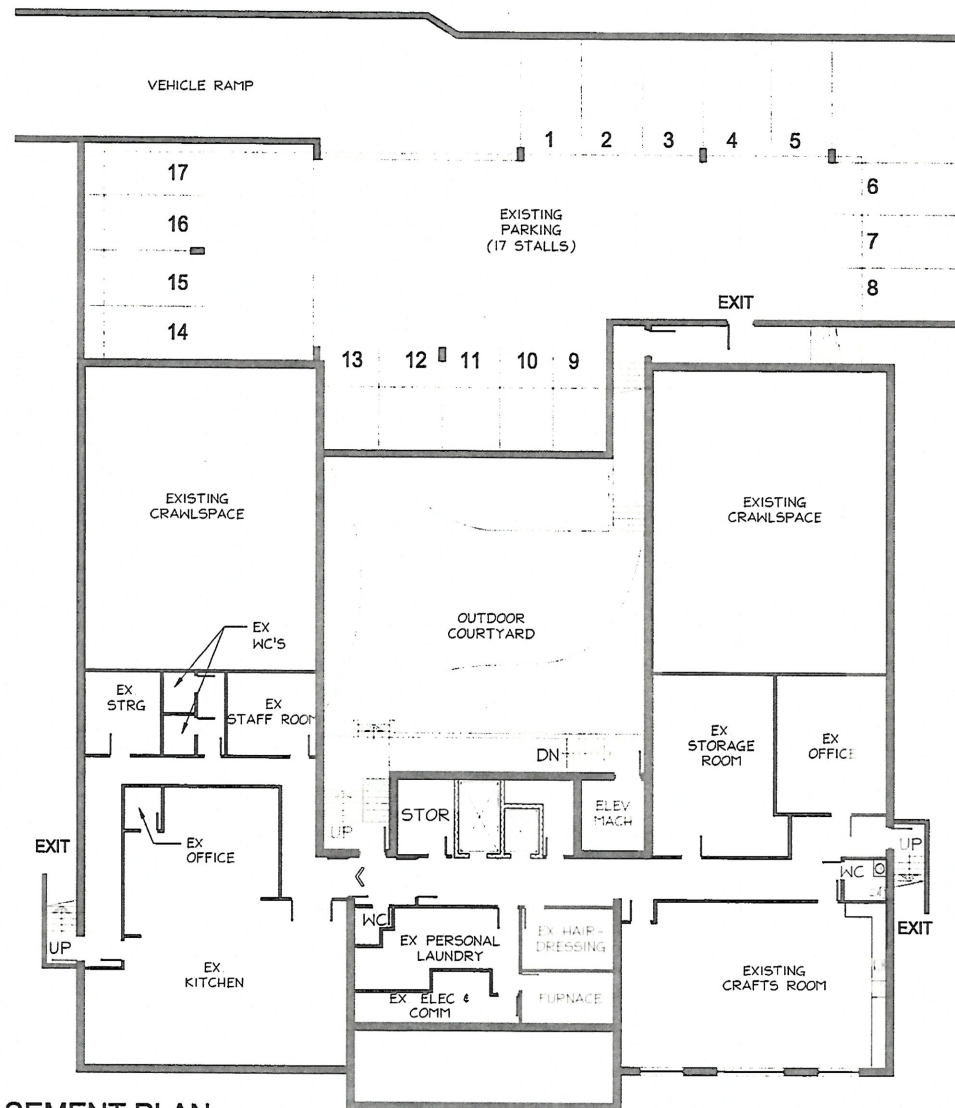 VEHICLE RAMP
1
2
3
4
5
17
16
15
14
EXISTING
PARKING
(17 STALLS)
6
7
8
EXIT
13
12
11
10
9
EXISTING
CRAWLSPACE
EXISTING
CRAWLSPACE
OUTDOOR
COURTYARD
EX
WC'S
EX
STRG
EX
STAFF ROOM
EX
STORAGE
ROOM
EX
OFFICE
DN
STOR
ELEV
MACH
UP
EX
OFFICE
EXIT
UP
WC
UP
EXIT
WC
EX PERSONAL
LAUNDRY
EX HAIR-
DRESSING
EX
KITCHEN
EX. ELEC &
COMM
FURNACE
EXISTING
CRAFTS ROOM